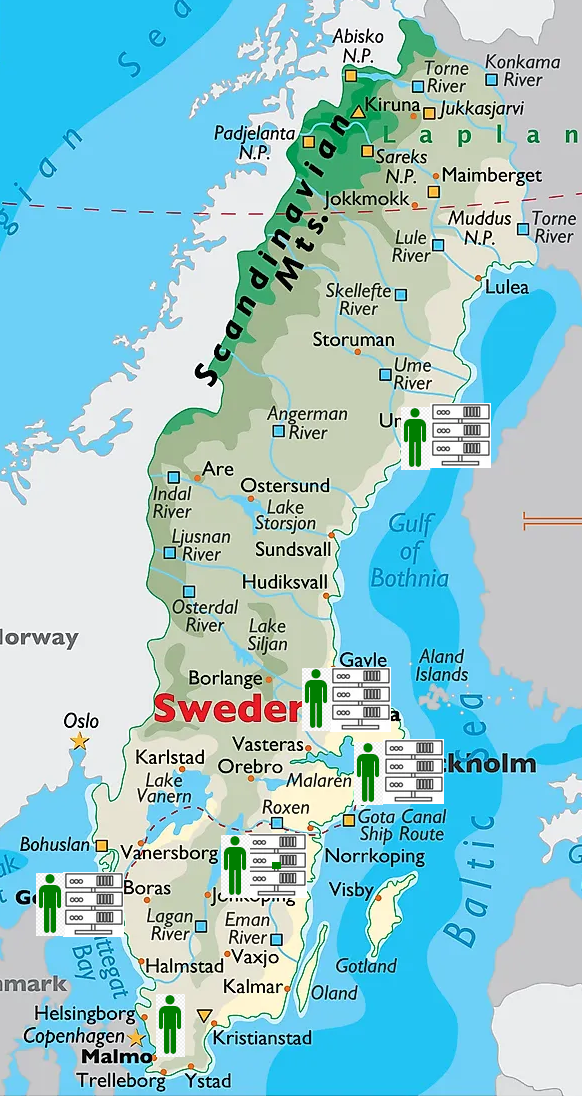 Sea
gian
Abisko
N.P.
Torne
River
Konkama
River
Kiruna
Jukkasjarvi
Padjelanta
N.P.
Laplan
Sareks
N.P.
Maimberget
Jokkmokk
Scandinavian
Mts.
Muddus
N.P.
Torne
River
Lule
River
Lulea
Skellefte
River
Storuman
Ume
River
Angerman
River
Are
Ostersund
Indal
River
Lake
Storsjon
Sundsvall
Ljusnan
River
Gulf
of
Bothnia
Hudiksvall
Osterdal
River
Lake
Siljan
Norway
Gavle
Aland
Islands
Borlange
Sweden
a
Oslo
Vasteras
Karlstad
Orebro
ckholm
Lake
Vanern
Malaren
Roxen
Gota Canal
Ship Route
Bohuslan
Vanersborg
Norrkoping
Baltic Sea
Boras
Jonkoping
Visby
Lagan
River
Eman
River
ttegat
Bay
Halmstad
Vaxjo
Gotland
Kalmar
Oland
nmark
Helsingborg
Copenhagen
Kristianstad
Malmo
Trelleborg
Ystad